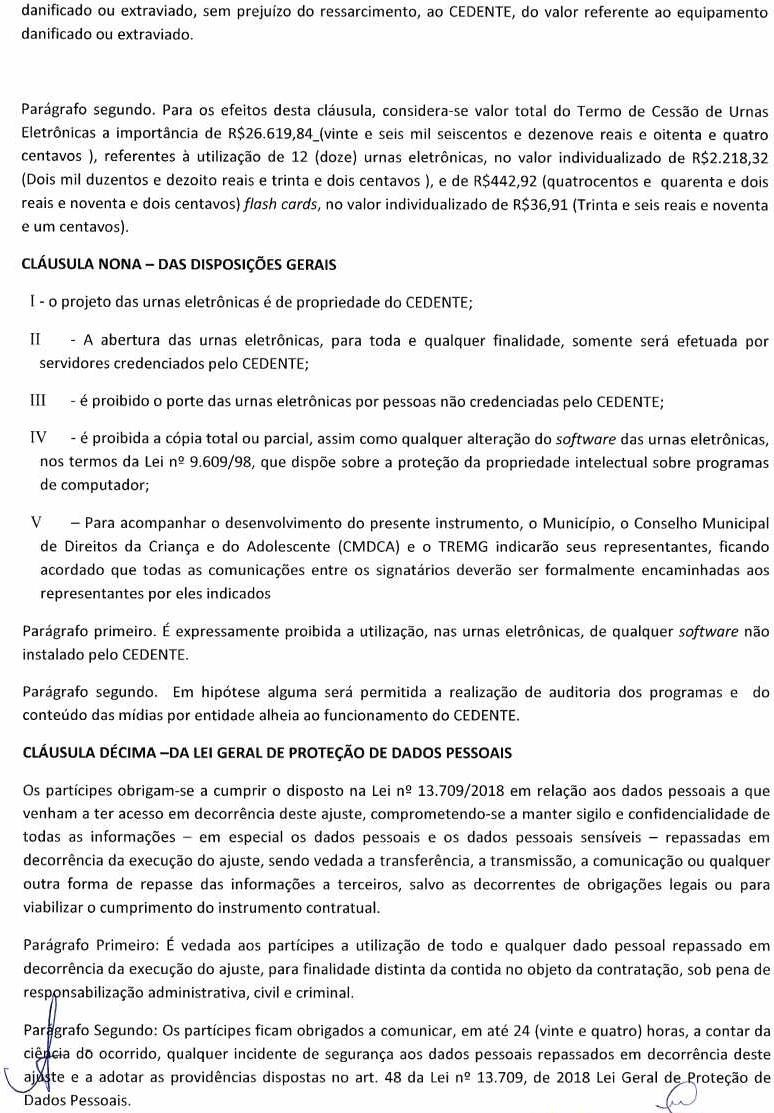 danificado ou extraviado, sem prejuízo do ressarcimento, ao CEDENTE, do valor referente ao equipamento
danificado ou extraviado.
Parágrafo segundo. Para os efeitos desta cláusula, considera-se valor total do Termo de Cessão de Urnas
Eletrônicas a importância de R$26.619,84_(vinte e seis mil seiscentos e dezenove reais e oitenta e quatro
centavos ), referentes à utilização de 12 (doze) urnas eletrônicas, no valor individualizado de R$2.218,32
(Dois mil duzentos e dezoito reais e trinta e dois centavos ), e de R$442,92 (quatrocentos e quarenta e dois
reais e noventa e dois centavos) flash cards, no valor individualizado de R$36,91 (Trinta e seis reais e noventa
e um centavos).
CLÁUSULA NONA – DAS DISPOSIÇÕES GERAIS
I - o projeto das urnas eletrônicas é de propriedade do CEDENTE;
II - A abertura das urnas eletrônicas, para toda e qualquer finalidade, somente será efetuada por
servidores credenciados pelo CEDENTE;
III - é proibido o porte das urnas eletrônicas por pessoas não credenciadas pelo CEDENTE;
IV - é proibida a cópia total ou parcial, assim como qualquer alteração do software das urnas eletrônicas,
nos termos da Lei nº 9.609/98, que dispõe sobre a proteção da propriedade intelectual sobre programas
de computador;
V – Para acompanhar o desenvolvimento do presente instrumento, o Município, o Conselho Municipal
de Direitos da Criança e do Adolescente (CMDCA) e o TREMG indicarão seus representantes, ficando
acordado que todas as comunicações entre os signatários deverão ser formalmente encaminhadas aos
representantes por eles indicados
Parágrafo primeiro. É expressamente proibida a utilização, nas urnas eletrônicas, de qualquer software não
instalado pelo CEDENTE.
Parágrafo segundo. Em hipótese alguma será permitida a realização de auditoria dos programas e do
conteúdo das mídias por entidade alheia ao funcionamento do CEDENTE.
CLÁUSULA DÉCIMA –DA LEI GERAL DE PROTEÇÃO DE DADOS PESSOAIS
Os partícipes obrigam-se a cumprir o disposto na Lei nº 13.709/2018 em relação aos dados pessoais a que
venham a ter acesso em decorrência deste ajuste, comprometendo-se a manter sigilo e confidencialidade de
todas as informações – em especial os dados pessoais e os dados pessoais sensíveis – repassadas em
decorrência da execução do ajuste, sendo vedada a transferência, a transmissão, a comunicação ou qualquer
outra forma de repasse das informações a terceiros, salvo as decorrentes de obrigações legais ou para
viabilizar o cumprimento do instrumento contratual.
Parágrafo Primeiro: É vedada aos partícipes a utilização de todo e qualquer dado pessoal repassado em
decorrência da execução do ajuste, para finalidade distinta da contida no objeto da contratação, sob pena de
responsabilização administrativa, civil e criminal.
Parágrafo Segundo: Os partícipes ficam obrigados a comunicar, em até 24 (vinte e quatro) horas, a contar da
ciência do ocorrido, qualquer incidente de segurança aos dados pessoais repassados em decorrência deste
ajuste e a adotar as providências dispostas no art. 48 da Lei nº 13.709, de 2018 Lei Geral de Proteção de
Dados Pessoais.